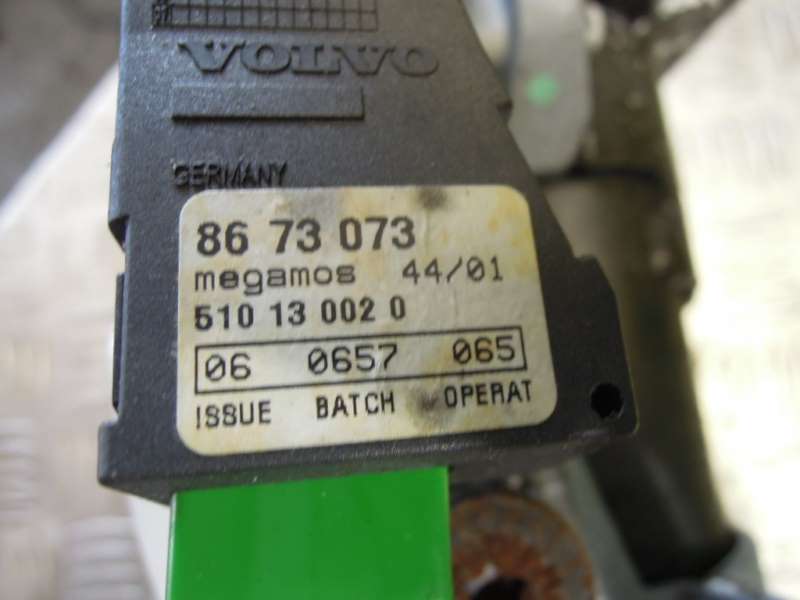 VOLVO
GERMANY
86 73 073
megamos 44/01
510 13 002 0
06 0657 065
ISSUE BATCH OPERAT